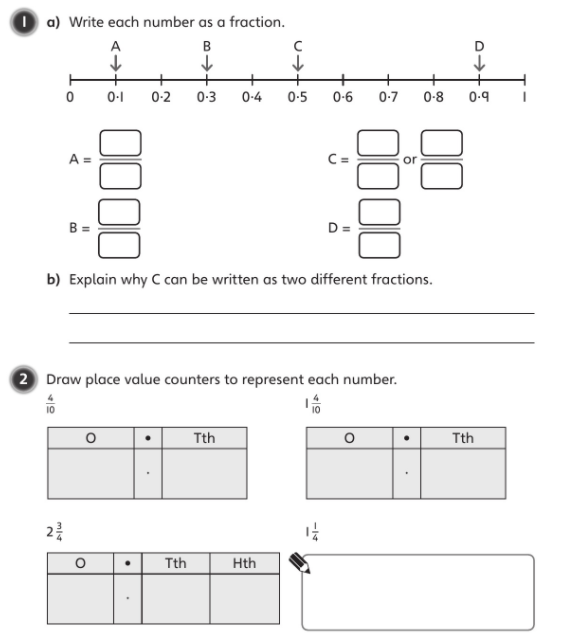 1 a) Write each number as a fraction.
A B C D
0 0·1 0·2 0·3 0·4 0·5 0·6 0·7 0·8 0·9 1
A = C = or
B = D =
b) Explain why C can be written as two different fractions.
2 Draw place value counters to represent each number.
4/10 1 4/10
O • Tth O • Tth
. .
2 3/4 1 1/4
O • Tth Hth
.